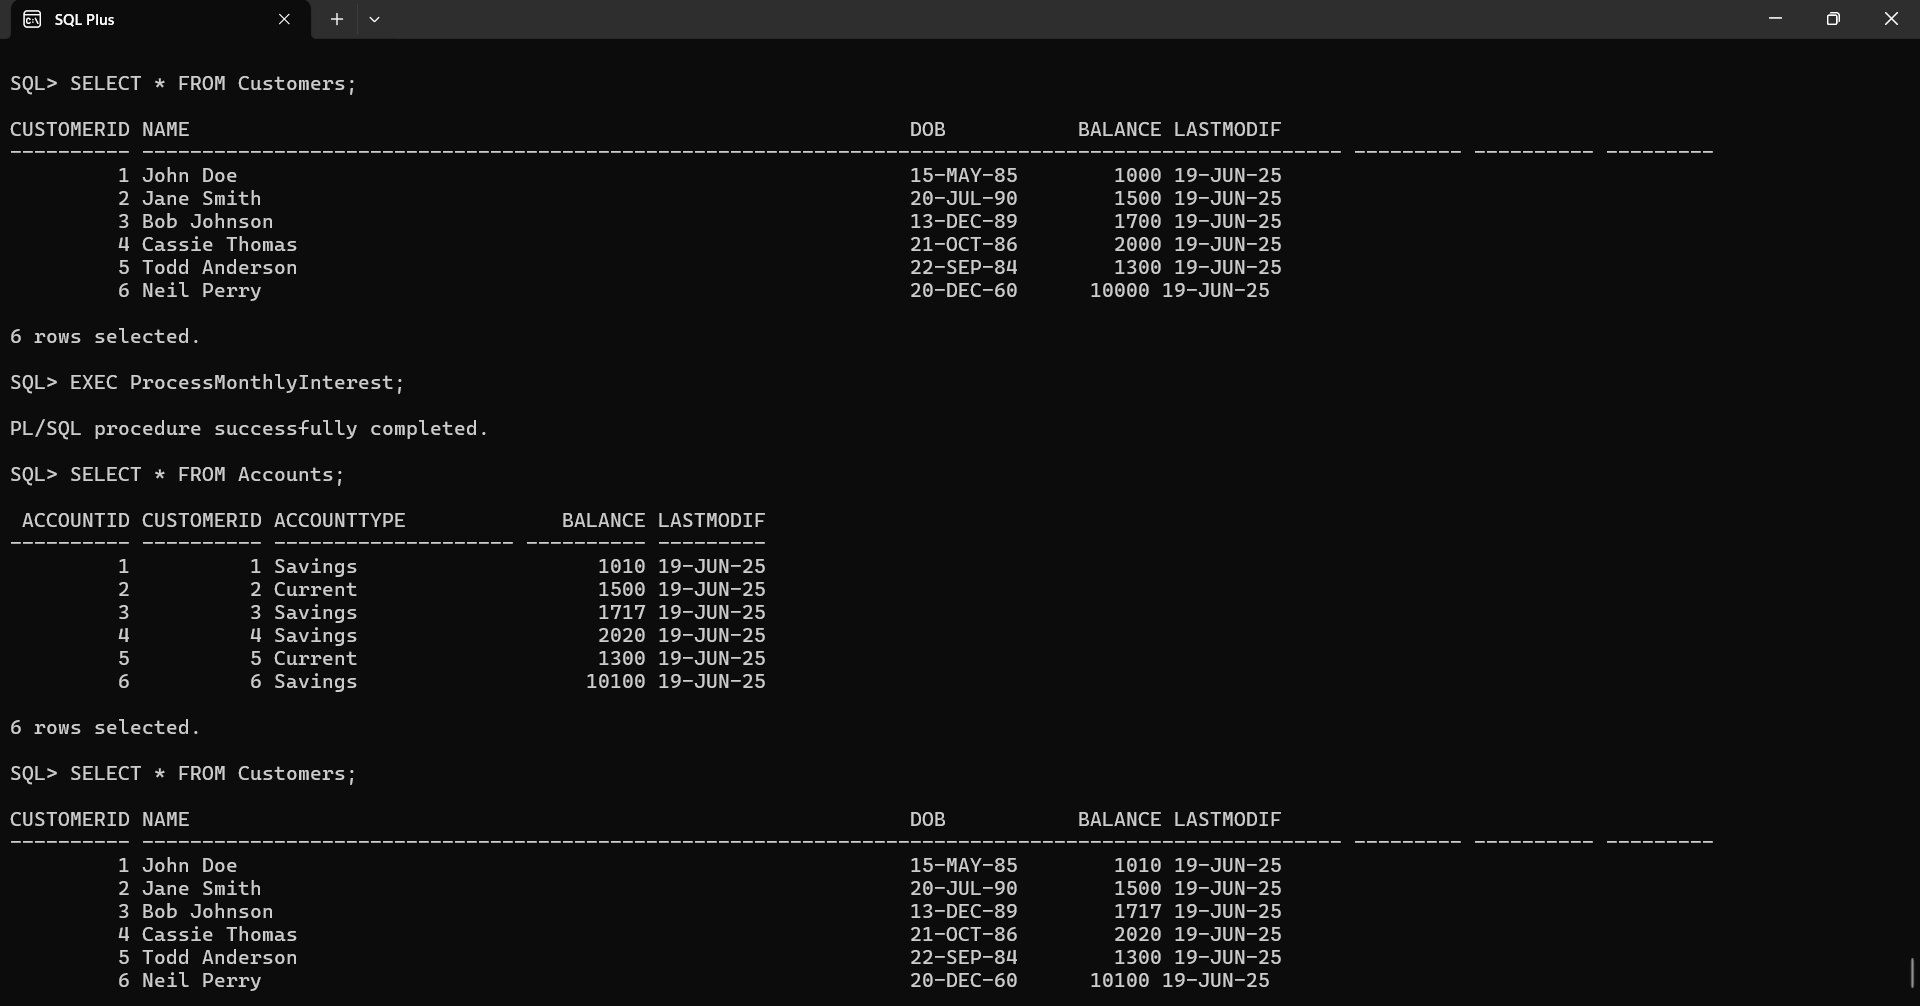 SQL Plus
SQL> SELECT * FROM Customers;
CUSTOMERID NAME                                                            DOB           BALANCE LASTMODIF
---------- ---------------------------------------------------------------------------------------------------- --------- ---------- ---------
         1 John Doe                                                        15-MAY-85        1000 19-JUN-25
         2 Jane Smith                                                      20-JUL-90        1500 19-JUN-25
         3 Bob Johnson                                                     13-DEC-89        1700 19-JUN-25
         4 Cassie Thomas                                                   21-OCT-86        2000 19-JUN-25
         5 Todd Anderson                                                   22-SEP-84        1300 19-JUN-25
         6 Neil Perry                                                      20-DEC-60      10000 19-JUN-25
6 rows selected.
SQL> EXEC ProcessMonthlyInterest;
PL/SQL procedure successfully completed.
SQL> SELECT * FROM Accounts;
 ACCOUNTID CUSTOMERID ACCOUNTTYPE             BALANCE LASTMODIF
---------- ---------- -------------------- ---------- ---------
         1          1 Savings                    1010 19-JUN-25
         2          2 Current                    1500 19-JUN-25
         3          3 Savings                    1717 19-JUN-25
         4          4 Savings                    2020 19-JUN-25
         5          5 Current                    1300 19-JUN-25
         6          6 Savings                   10100 19-JUN-25
6 rows selected.
SQL> SELECT * FROM Customers;
CUSTOMERID NAME                                                            DOB           BALANCE LASTMODIF
---------- ---------------------------------------------------------------------------------------------------- --------- ---------- ---------
         1 John Doe                                                        15-MAY-85        1010 19-JUN-25
         2 Jane Smith                                                      20-JUL-90        1500 19-JUN-25
         3 Bob Johnson                                                     13-DEC-89        1717 19-JUN-25
         4 Cassie Thomas                                                   21-OCT-86        2020 19-JUN-25
         5 Todd Anderson                                                   22-SEP-84        1300 19-JUN-25
         6 Neil Perry                                                      20-DEC-60      10100 19-JUN-25